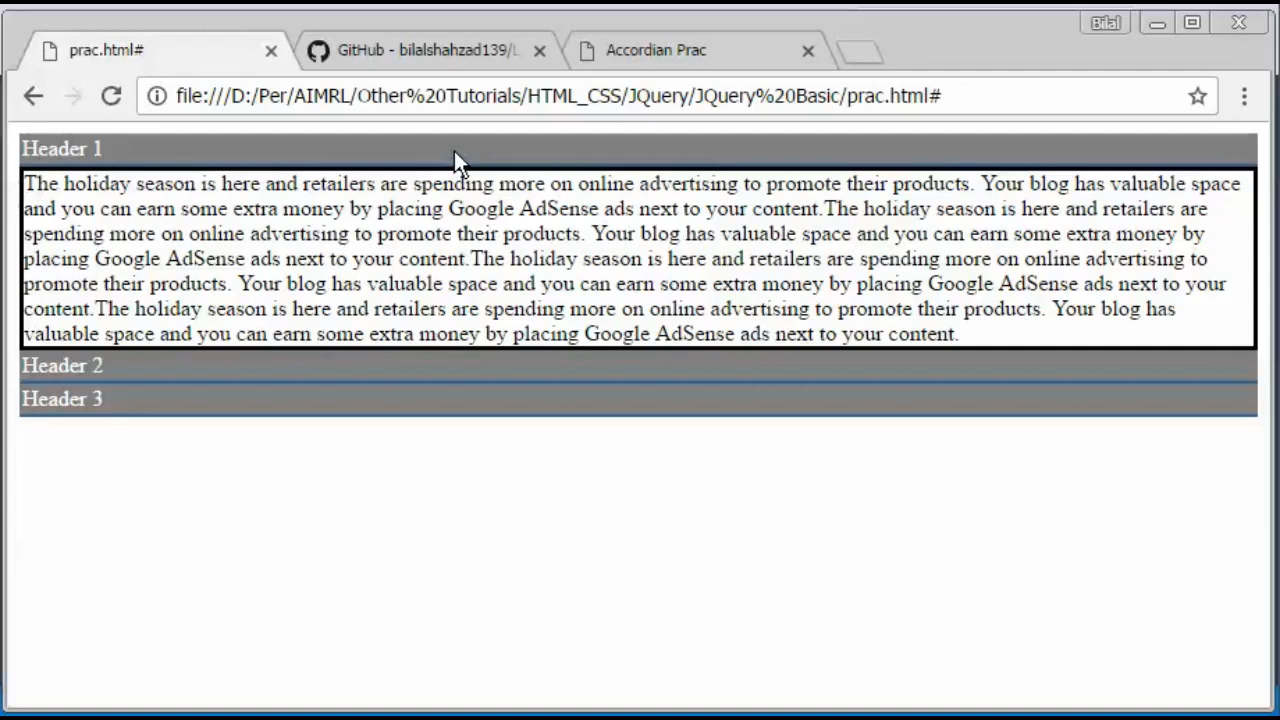 Bilal
prac.html#
GitHub - bilalshahzad139/L
Accordian Prac
file:///D:/Per/AIMRL/Other%20Tutorials/HTML_CSS/JQuery/JQuery%20Basic/prac.html#
Header 1
The holiday season is here and retailers are spending more on online advertising to promote their products. Your blog has valuable space
and you can earn some extra money by placing Google AdSense ads next to your content.The holiday season is here and retailers are
spending more on online advertising to promote their products. Your blog has valuable space and you can earn some extra money by
placing Google AdSense ads next to your content.The holiday season is here and retailers are spending more on online advertising to
promote their products. Your blog has valuable space and you can earn some extra money by placing Google AdSense ads next to your
content.The holiday season is here and retailers are spending more on online advertising to promote their products. Your blog has
valuable space and you can earn some extra money by placing Google AdSense ads next to your content.
Header 2
Header 3